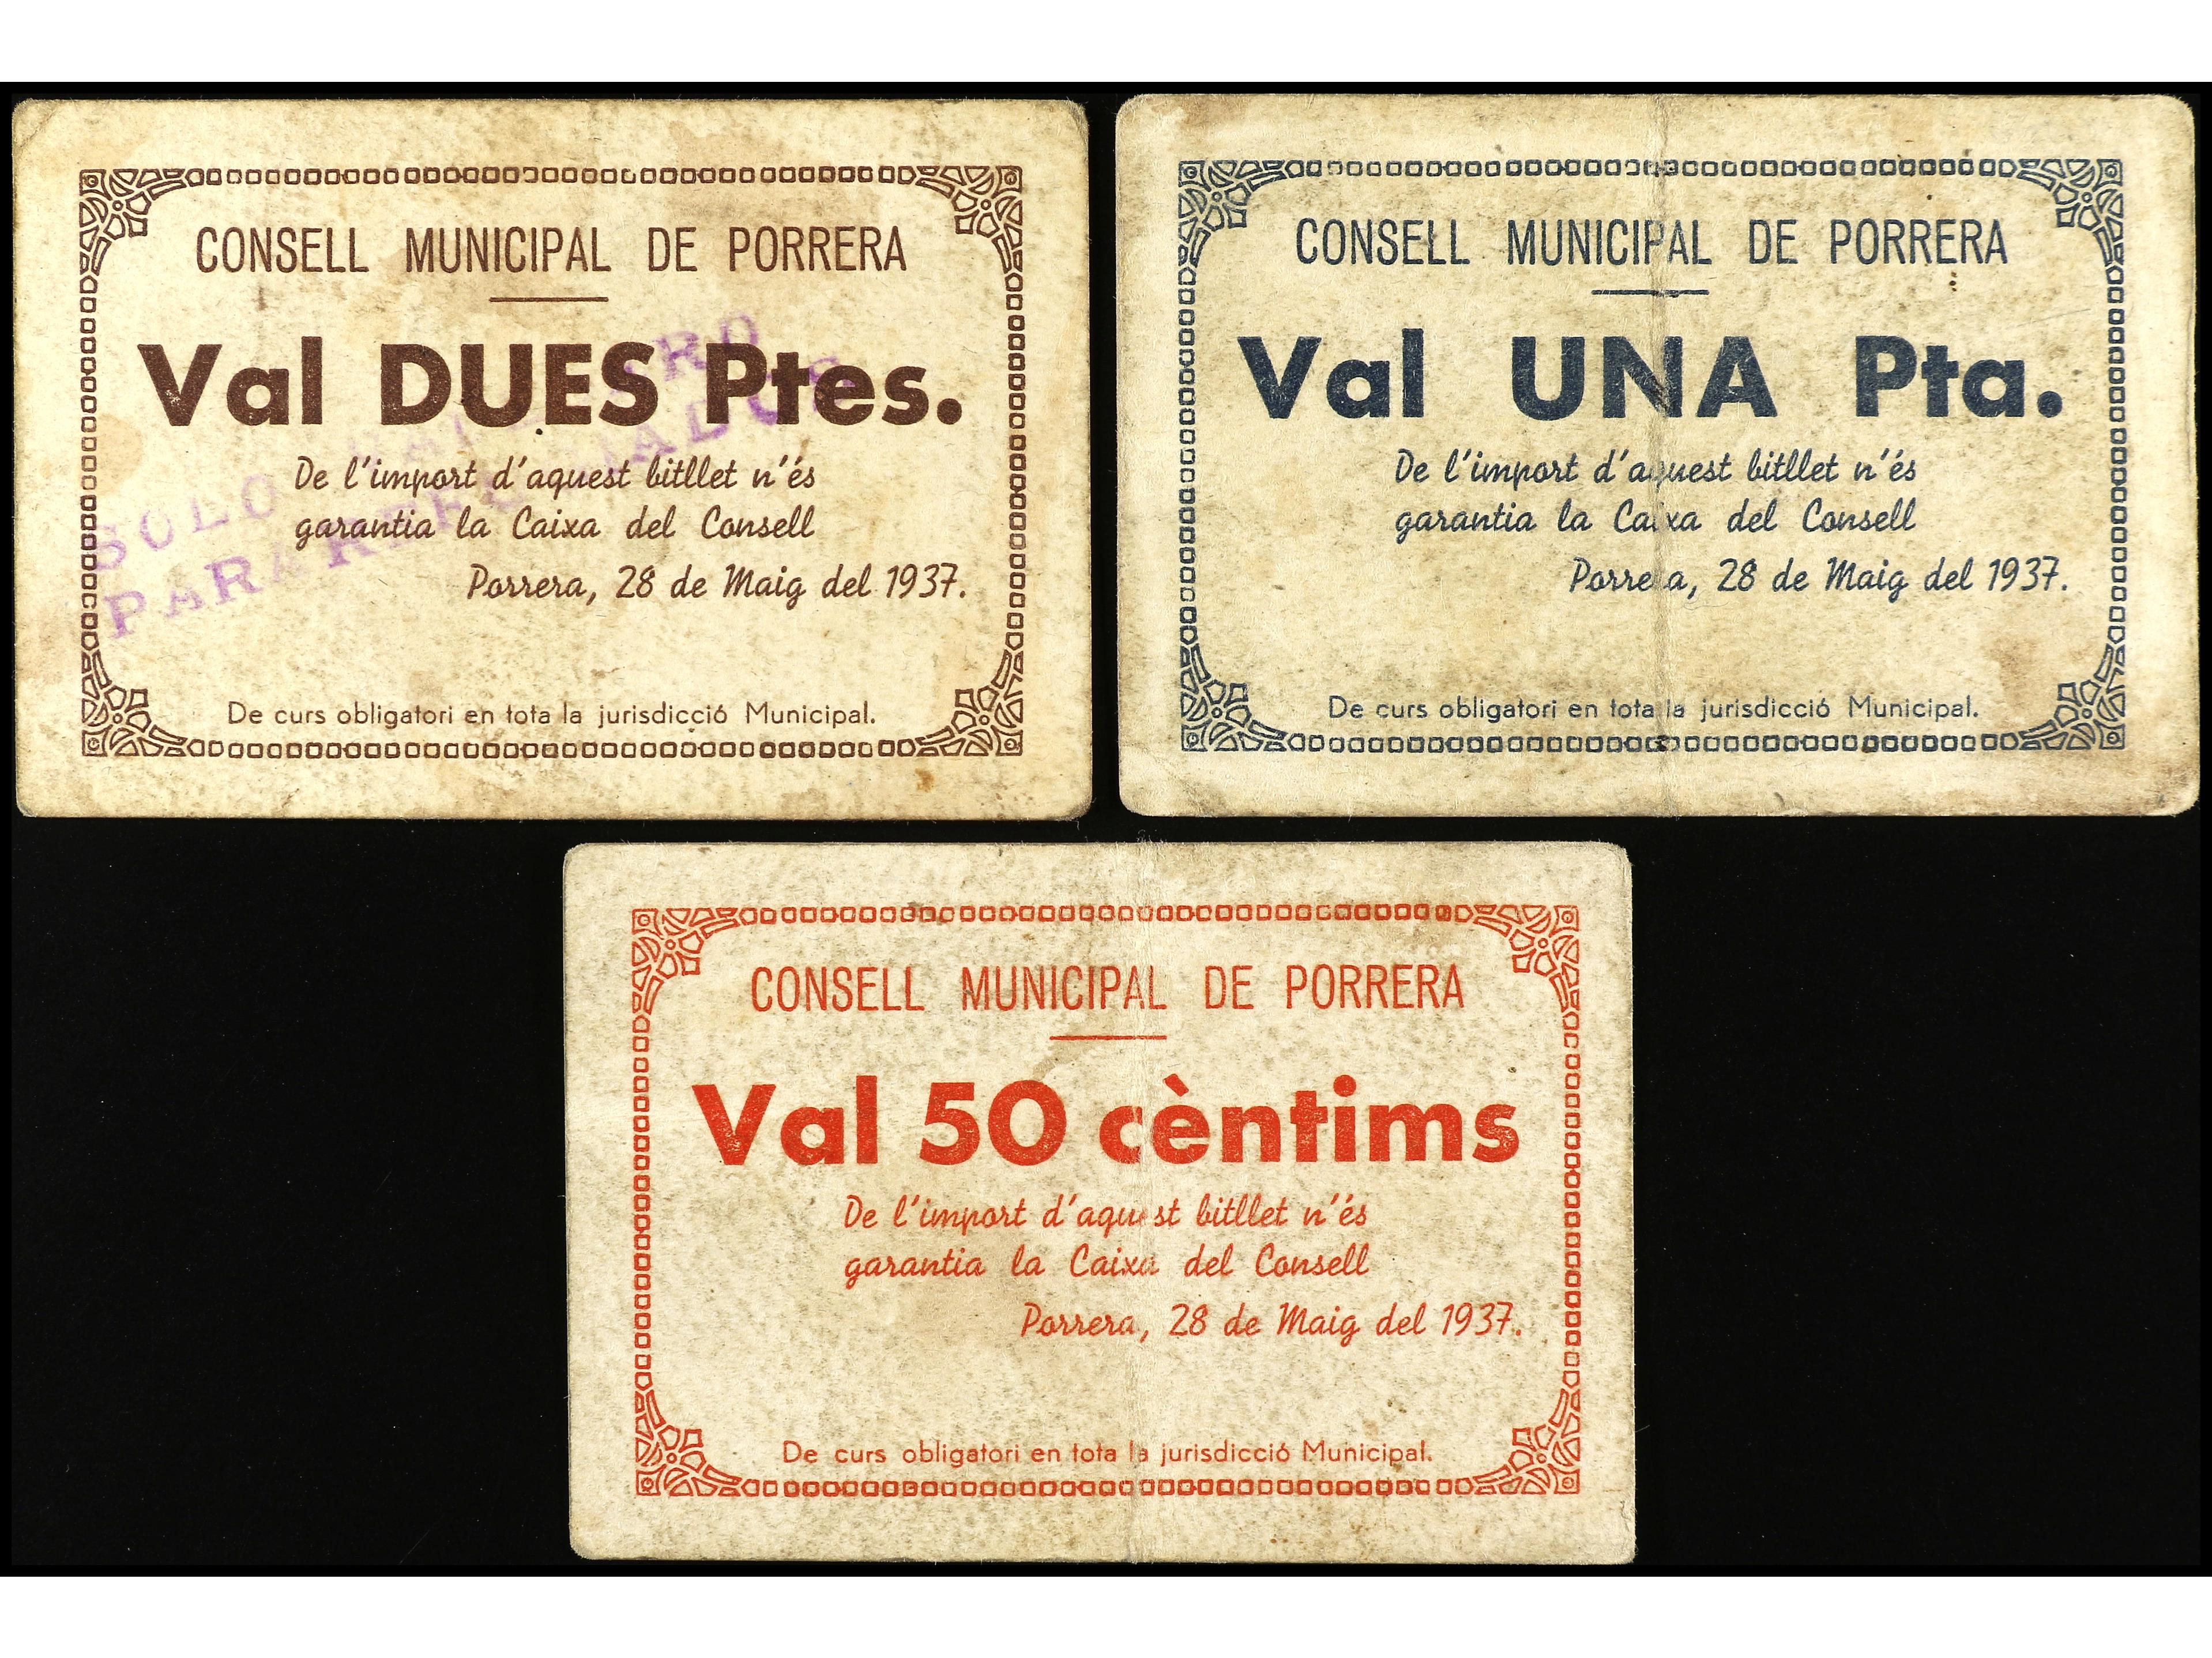 CONSELL MUNICIPAL DE PORRERA
Val DUES Ptes.
De l'import d'aquest bitllet n'és
garantia la Caixa del Consell
Porrera, 28 de Maig del 1937.
De curs obligatori en tota la jurisdicció Municipal.
SOLO
PARA
CONSELL MUNICIPAL DE PORRERA
Val UNA Pta.
De l'import d'aquest bitllet n'és
garantia la Caixa del Consell
Porrera, 28 de Maig del 1937.
De curs obligatori en tota la jurisdicció Municipal.
CONSELL MUNICIPAL DE PORRERA
Val 50 cèntims
De l'import d'aquest bitllet n'és
garantia la Caixa del Consell
Porrera, 28 de Maig del 1937.
De curs obligatori en tota la jurisdicció Municipal.